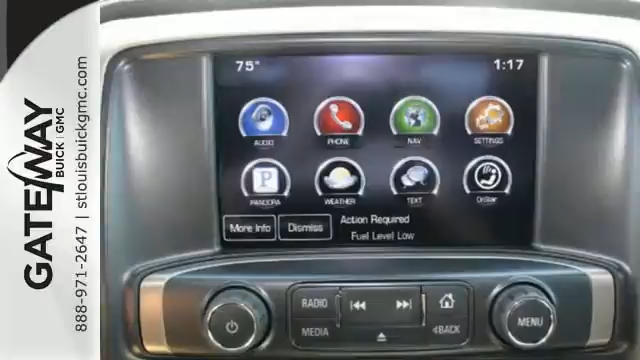 GATEWAY
BUICK | GMC
888-971-2647 | stlouisbuickgmc.com
75°
1:17
AUDIO
PHONE
NAV
SETTINGS
P
PANDORA
WEATHER
TEXT
OnStar
More Info
Dismiss
Action Required
Fuel Level Low
RADIO
MEDIA
BACK
MENU